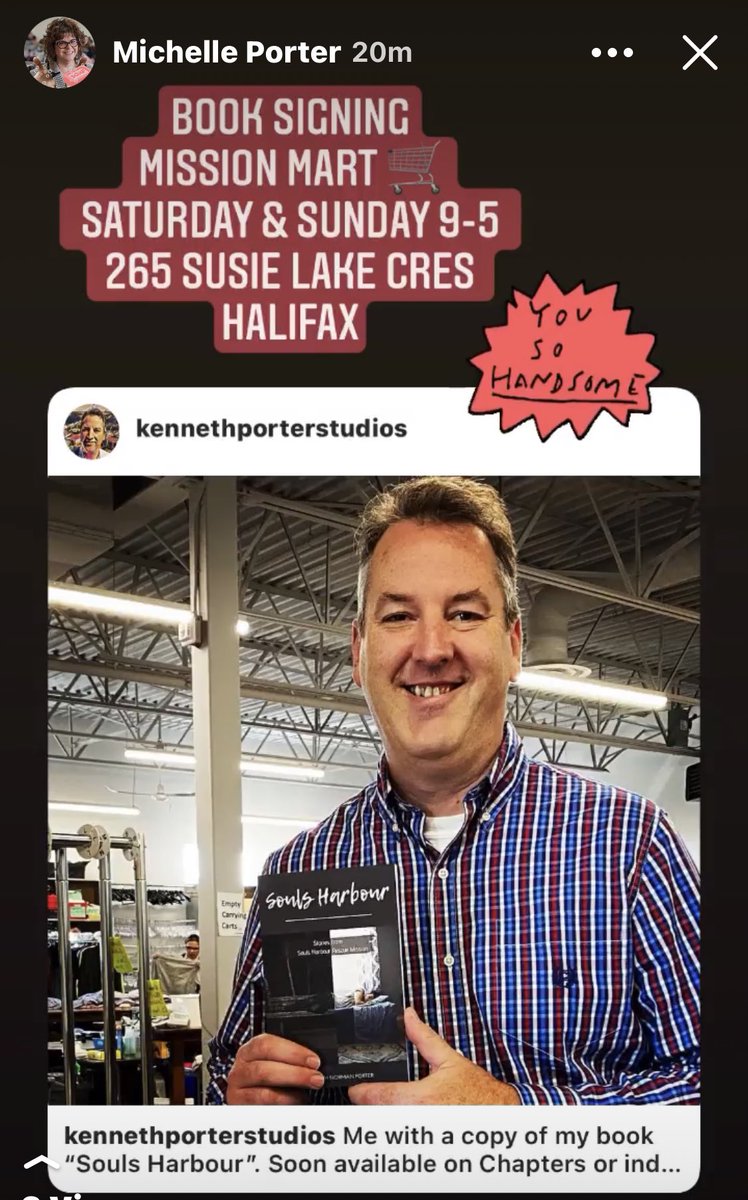 Michelle Porter 20m
BOOK SIGNING
MISSION MART
SATURDAY & SUNDAY 9-5
265 SUSIE LAKE CRES
HALIFAX
YOU
SO
HANDSOME
kennethporterstudios
Empty
Carrying
Carts
Souls Harbour
Stories from
Souls Harbour Rescue Mission
NORMAN PORTER
kennethporterstudios Me with a copy of my book
“Souls Harbour”. Soon available on Chapters or ind...